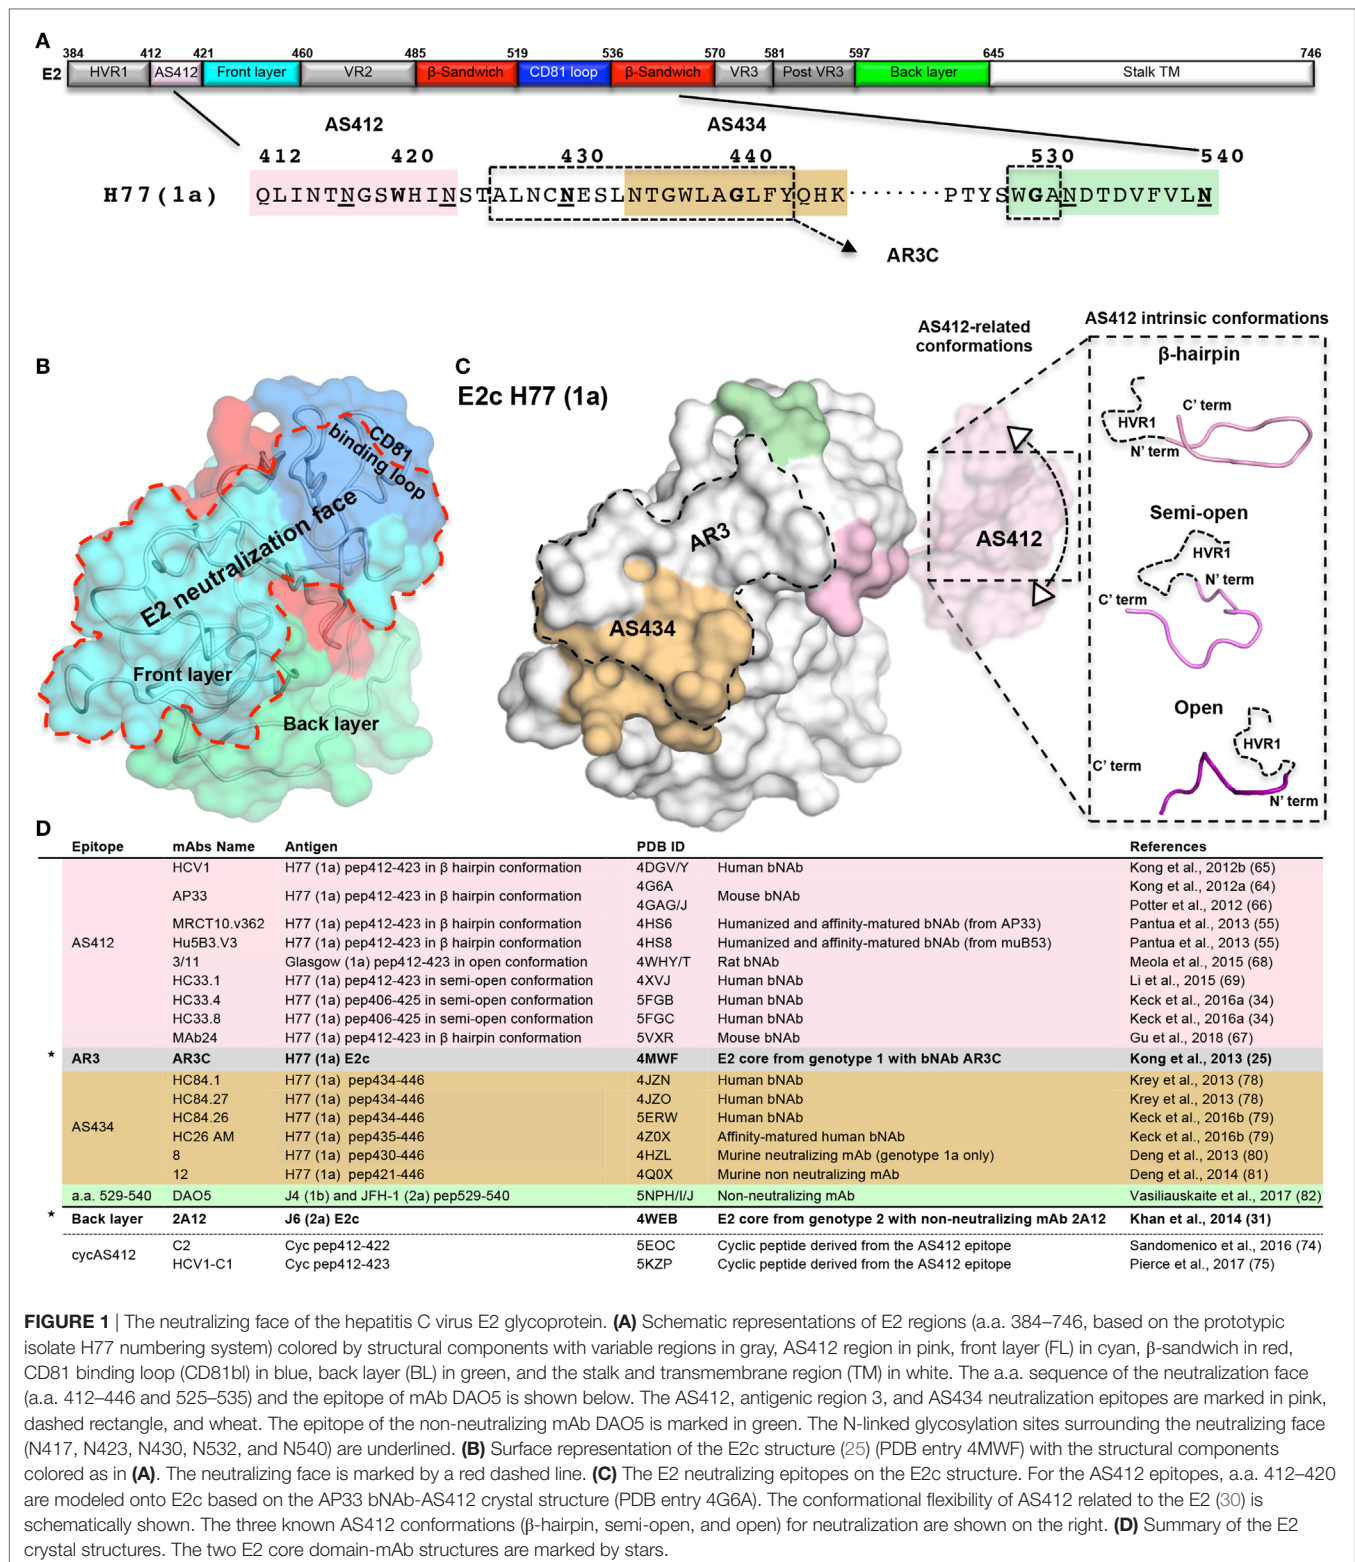 A
384 412 421 460 485 519 536 570 581 597 645 746
E2 HVR1 AS412 Front layer VR2 β-Sandwich CD81 loop β-Sandwich VR3 Post VR3 Back layer Stalk TM
AS412 AS434
412 420 430 440 530 540
H77(1a) QLINTNGSWHINSTALNCNESLNTGWLAGLFYQHK········PTYSWGANDTDVFVLN
AR3C
B
E2 neutralization face
CD81
binding loop
Front layer
Back layer
C
E2c H77 (1a)
AR3
AS434
AS412-related
conformations
AS412
AS412 intrinsic conformations
β-hairpin
C' term
HVR1
N' term
Semi-open
HVR1
N' term
C' term
Open
HVR1
C' term
N' term
D
Epitope mAbs Name Antigen PDB ID References
HCV1 H77 (1a) pep412-423 in β hairpin conformation 4DGV/Y Human bNAb Kong et al., 2012b (65)
4G6A Kong et al., 2012a (64)
AP33 H77 (1a) pep412-423 in β hairpin conformation Mouse bNAb
4GAG/J Potter et al., 2012 (66)
MRCT10.v362 H77 (1a) pep412-423 in β hairpin conformation 4HS6 Humanized and affinity-matured bNAb (from AP33) Pantua et al., 2013 (55)
AS412 Hu5B3.V3 H77 (1a) pep412-423 in β hairpin conformation 4HS8 Humanized and affinity-matured bNAb (from muB53) Pantua et al., 2013 (55)
3/11 Glasgow (1a) pep412-423 in open conformation 4WHY/T Rat bNAb Meola et al., 2015 (68)
HC33.1 H77 (1a) pep412-423 in semi-open conformation 4XVJ Human bNAb Li et al., 2015 (69)
HC33.4 H77 (1a) pep406-425 in semi-open conformation 5FGB Human bNAb Keck et al., 2016a (34)
HC33.8 H77 (1a) pep406-425 in semi-open conformation 5FGC Human bNAb Keck et al., 2016a (34)
MAb24 H77 (1a) pep412-423 in β hairpin conformation 5VXR Mouse bNAb Gu et al., 2018 (67)
★ AR3 AR3C H77 (1a) E2c 4MWF E2 core from genotype 1 with bNAb AR3C Kong et al., 2013 (25)
HC84.1 H77 (1a) pep434-446 4JZN Human bNAb Krey et al., 2013 (78)
HC84.27 H77 (1a) pep434-446 4JZO Human bNAb Krey et al., 2013 (78)
HC84.26 H77 (1a) pep434-446 5ERW Human bNAb Keck et al., 2016b (79)
AS434 HC26 AM H77 (1a) pep435-446 4Z0X Affinity-matured human bNAb Keck et al., 2016b (79)
8 H77 (1a) pep430-446 4HZL Murine neutralizing mAb (genotype 1a only) Deng et al., 2013 (80)
12 H77 (1a) pep421-446 4Q0X Murine non neutralizing mAb Deng et al., 2014 (81)
a.a. 529-540 DAO5 J4 (1b) and JFH-1 (2a) pep529-540 5NPH/I/J Non-neutralizing mAb Vasiliauskaite et al., 2017 (82)
★ Back layer 2A12 J6 (2a) E2c 4WEB E2 core from genotype 2 with non-neutralizing mAb 2A12 Khan et al., 2014 (31)
C2 Cyc pep412-422 5EOC Cyclic peptide derived from the AS412 epitope Sandomenico et al., 2016 (74)
cycAS412
HCV1-C1 Cyc pep412-423 5KZP Cyclic peptide derived from the AS412 epitope Pierce et al., 2017 (75)
FIGURE 1 | The neutralizing face of the hepatitis C virus E2 glycoprotein. (A) Schematic representations of E2 regions (a.a. 384–746, based on the prototypic
isolate H77 numbering system) colored by structural components with variable regions in gray, AS412 region in pink, front layer (FL) in cyan, β-sandwich in red,
CD81 binding loop (CD81bl) in blue, back layer (BL) in green, and the stalk and transmembrane region (TM) in white. The a.a. sequence of the neutralization face
(a.a. 412–446 and 525–535) and the epitope of mAb DAO5 is shown below. The AS412, antigenic region 3, and AS434 neutralization epitopes are marked in pink,
dashed rectangle, and wheat. The epitope of the non-neutralizing mAb DAO5 is marked in green. The N-linked glycosylation sites surrounding the neutralizing face
(N417, N423, N430, N532, and N540) are underlined. (B) Surface representation of the E2c structure (25) (PDB entry 4MWF) with the structural components
colored as in (A). The neutralizing face is marked by a red dashed line. (C) The E2 neutralizing epitopes on the E2c structure. For the AS412 epitopes, a.a. 412–420
are modeled onto E2c based on the AP33 bNAb-AS412 crystal structure (PDB entry 4G6A). The conformational flexibility of AS412 related to the E2 (30) is
schematically shown. The three known AS412 conformations (β-hairpin, semi-open, and open) for neutralization are shown on the right. (D) Summary of the E2
crystal structures. The two E2 core domain-mAb structures are marked by stars.